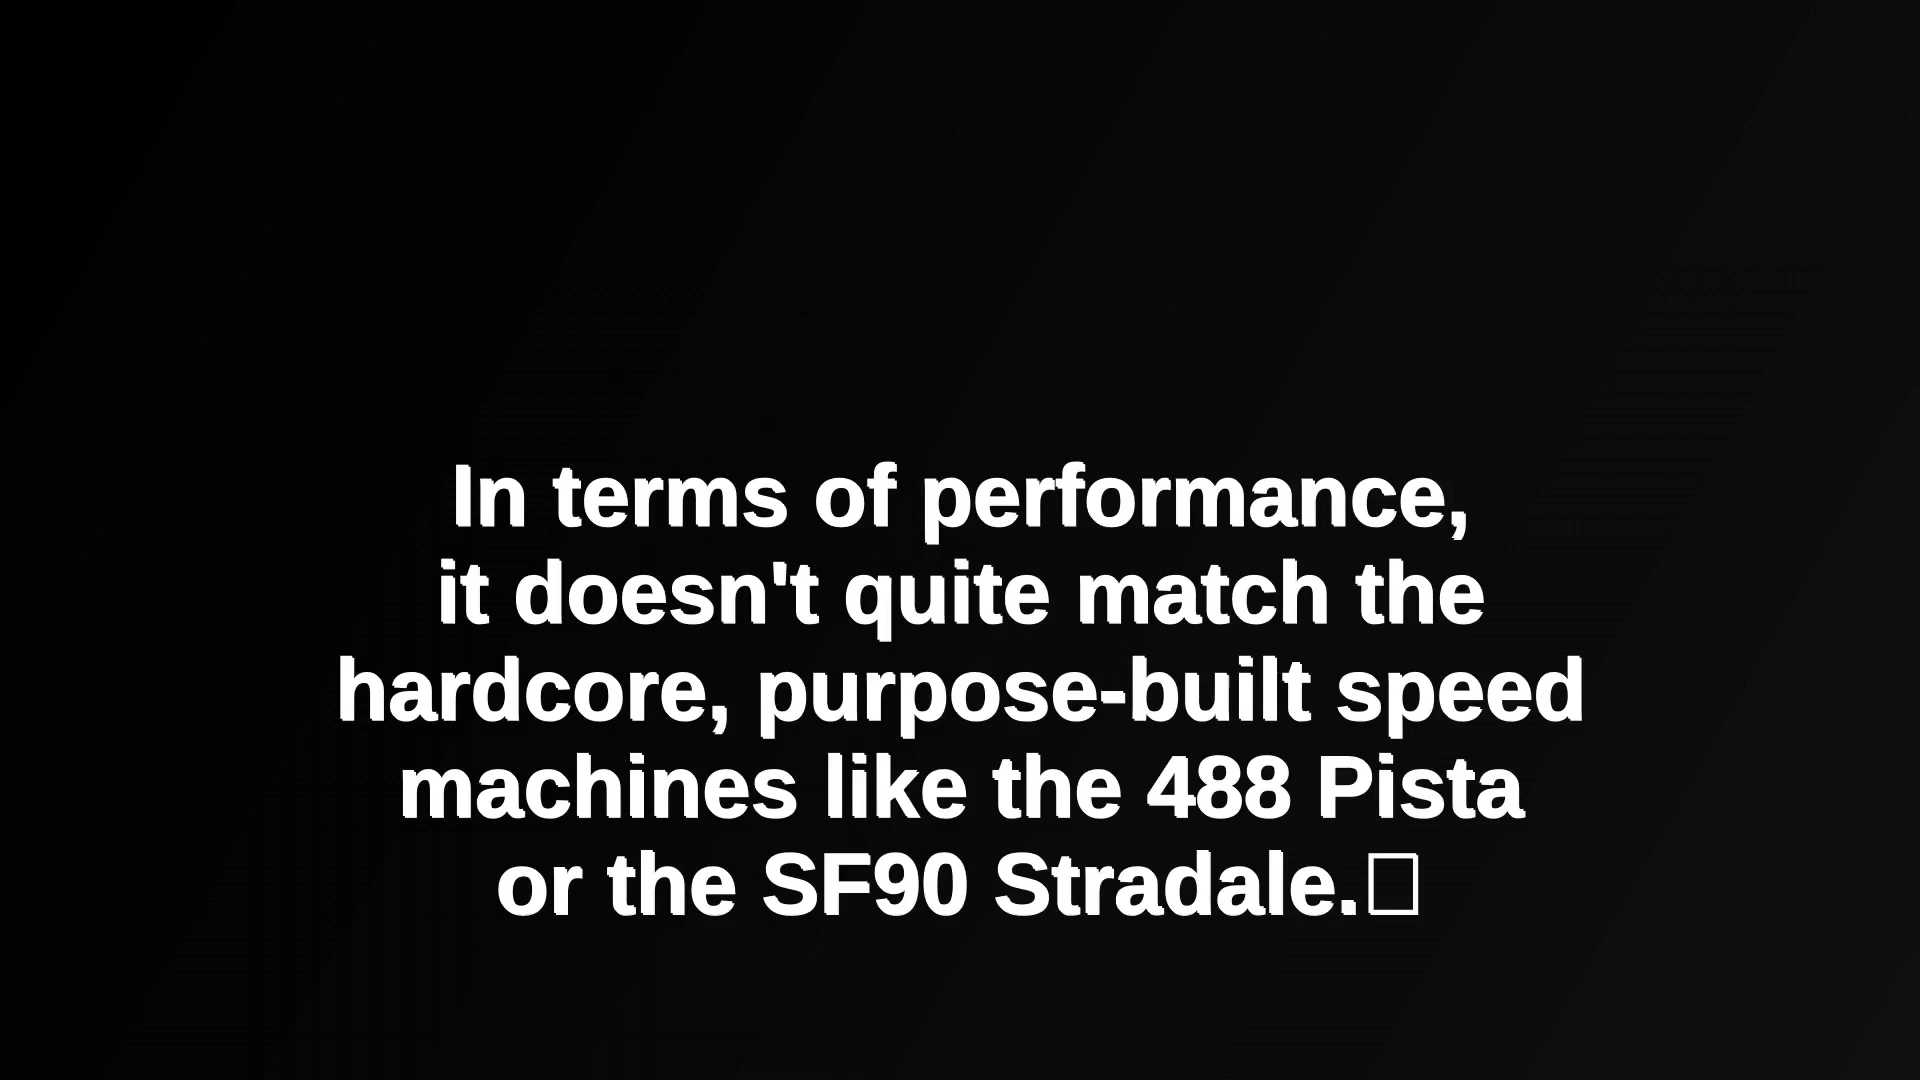 In terms of performance,
it doesn't quite match the
hardcore, purpose-built speed
machines like the 488 Pista
or the SF90 Stradale.